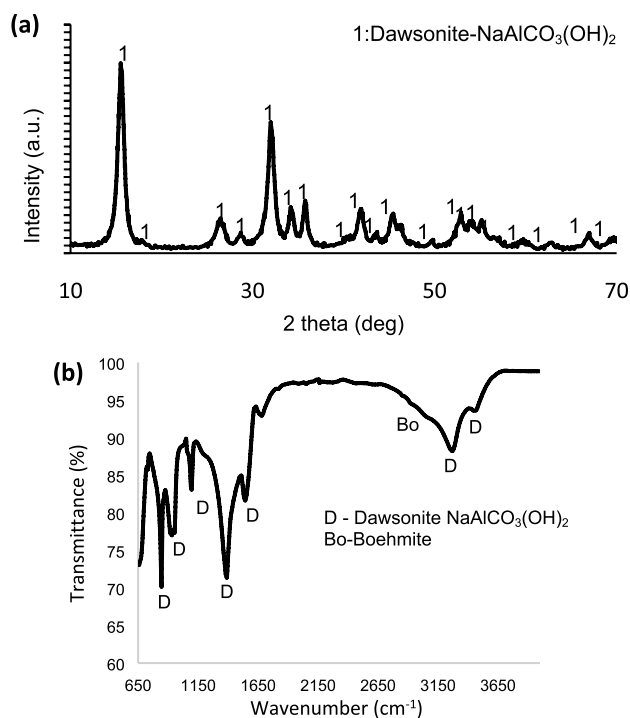 (a)
1:Dawsonite-NaAlCO₃(OH)₂
Intensity (a.u.)
1 1 1 1 1 1 1 1 1 1 1 1 1 1 1 1 1 1
10 30 50 70
2 theta (deg)
(b)
100
95
90
85
80
75
70
65
60
Transmittance (%)
Bo
D
D
D
D
D
D
D
D - Dawsonite NaAlCO₃(OH)₂
Bo-Boehmite
650 1150 1650 2150 2650 3150 3650
Wavenumber (cm⁻¹)